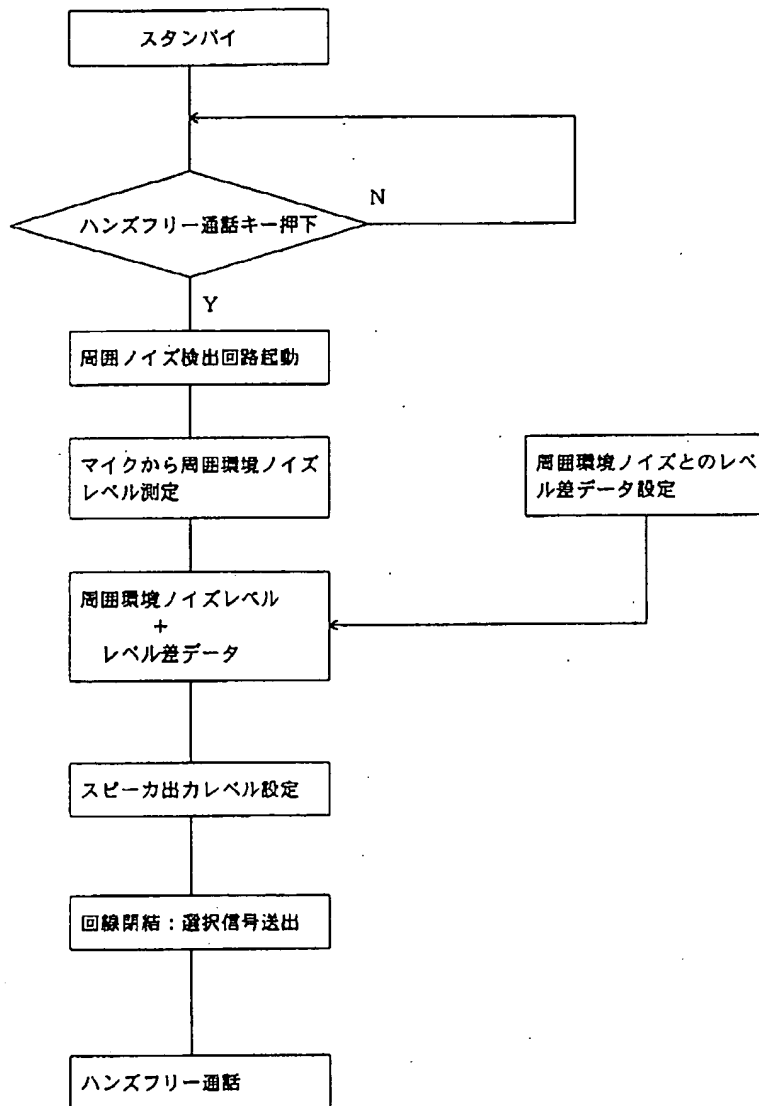 スタンバイ
N
ハンズフリー通話キー押下
Y
周囲ノイズ検出回路起動
マイクから周囲環境ノイズ
レベル測定
周囲環境ノイズとのレベ
ル差データ設定
周囲環境ノイズレベル
+
レベル差データ
スピーカ出力レベル設定
回線閉結：選択信号送出
ハンズフリー通話